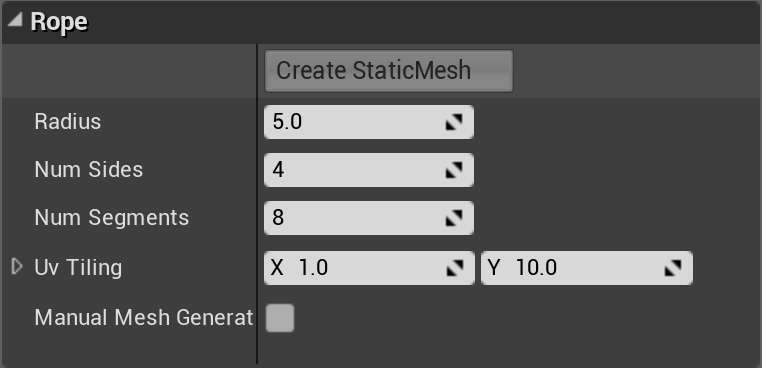 Rope
Create StaticMesh
Radius 5.0
Num Sides 4
Num Segments 8
Uv Tiling X 1.0 Y 10.0
Manual Mesh Generat